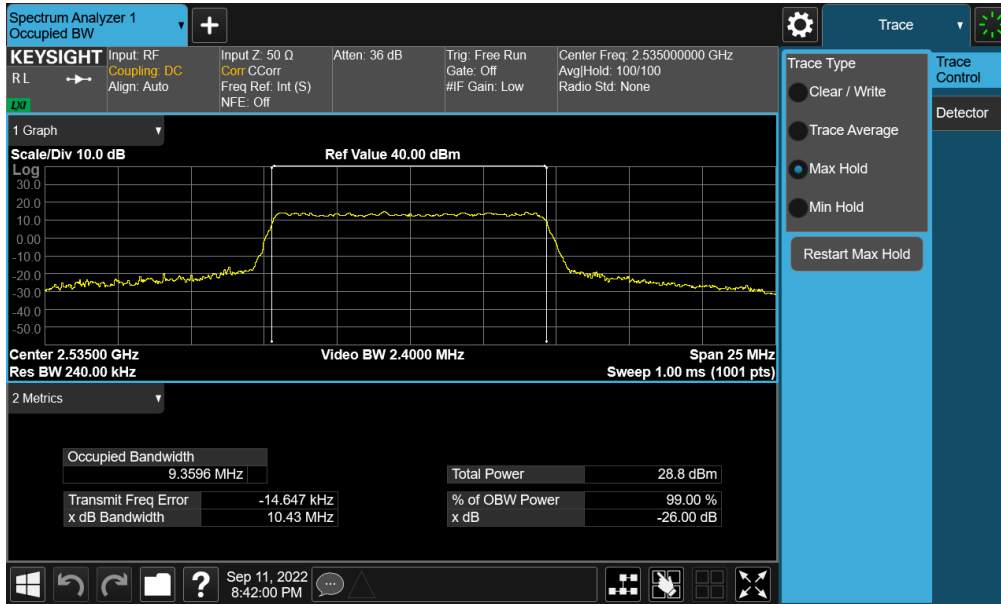 Spectrum Analyzer 1
Occupied BW
Trace
KEYSIGHT
R L
LXI
Input: RF
Coupling: DC
Align: Auto
Input Z: 50 Ω
Corr CCorr
Freq Ref: Int (S)
NFE: Off
Atten: 36 dB
Trig: Free Run
Gate: Off
#IF Gain: Low
Center Freq: 2.535000000 GHz
Avg|Hold: 100/100
Radio Std: None
1 Graph
Scale/Div 10.0 dB
Ref Value 40.00 dBm
Log
30.0
20.0
10.0
0.00
-10.0
-20.0
-30.0
-40.0
-50.0
Center 2.53500 GHz
Video BW 2.4000 MHz
Span 25 MHz
Res BW 240.00 kHz
Sweep 1.00 ms (1001 pts)
2 Metrics
Occupied Bandwidth
9.3596 MHz
Total Power 28.8 dBm
Transmit Freq Error -14.647 kHz
% of OBW Power 99.00 %
x dB Bandwidth 10.43 MHz
x dB -26.00 dB
Trace Type
Clear / Write
Trace Average
Max Hold
Min Hold
Restart Max Hold
Trace
Control
Detector
?
Sep 11, 2022
8:42:00 PM